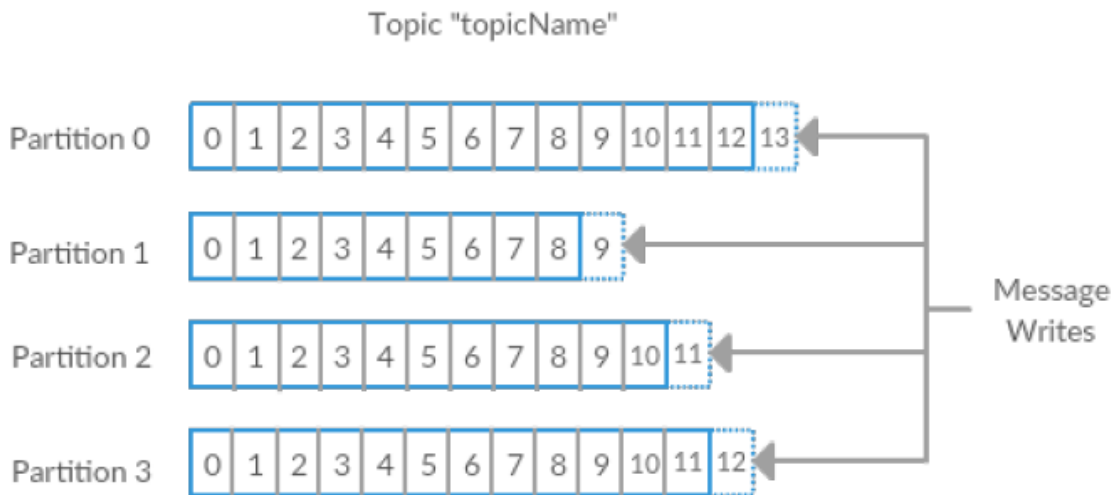 Topic "topicName"
Partition 0 0 1 2 3 4 5 6 7 8 9 10 11 12 13
Partition 1 0 1 2 3 4 5 6 7 8 9
Message
Writes
Partition 2 0 1 2 3 4 5 6 7 8 9 10 11
Partition 3 0 1 2 3 4 5 6 7 8 9 10 11 12